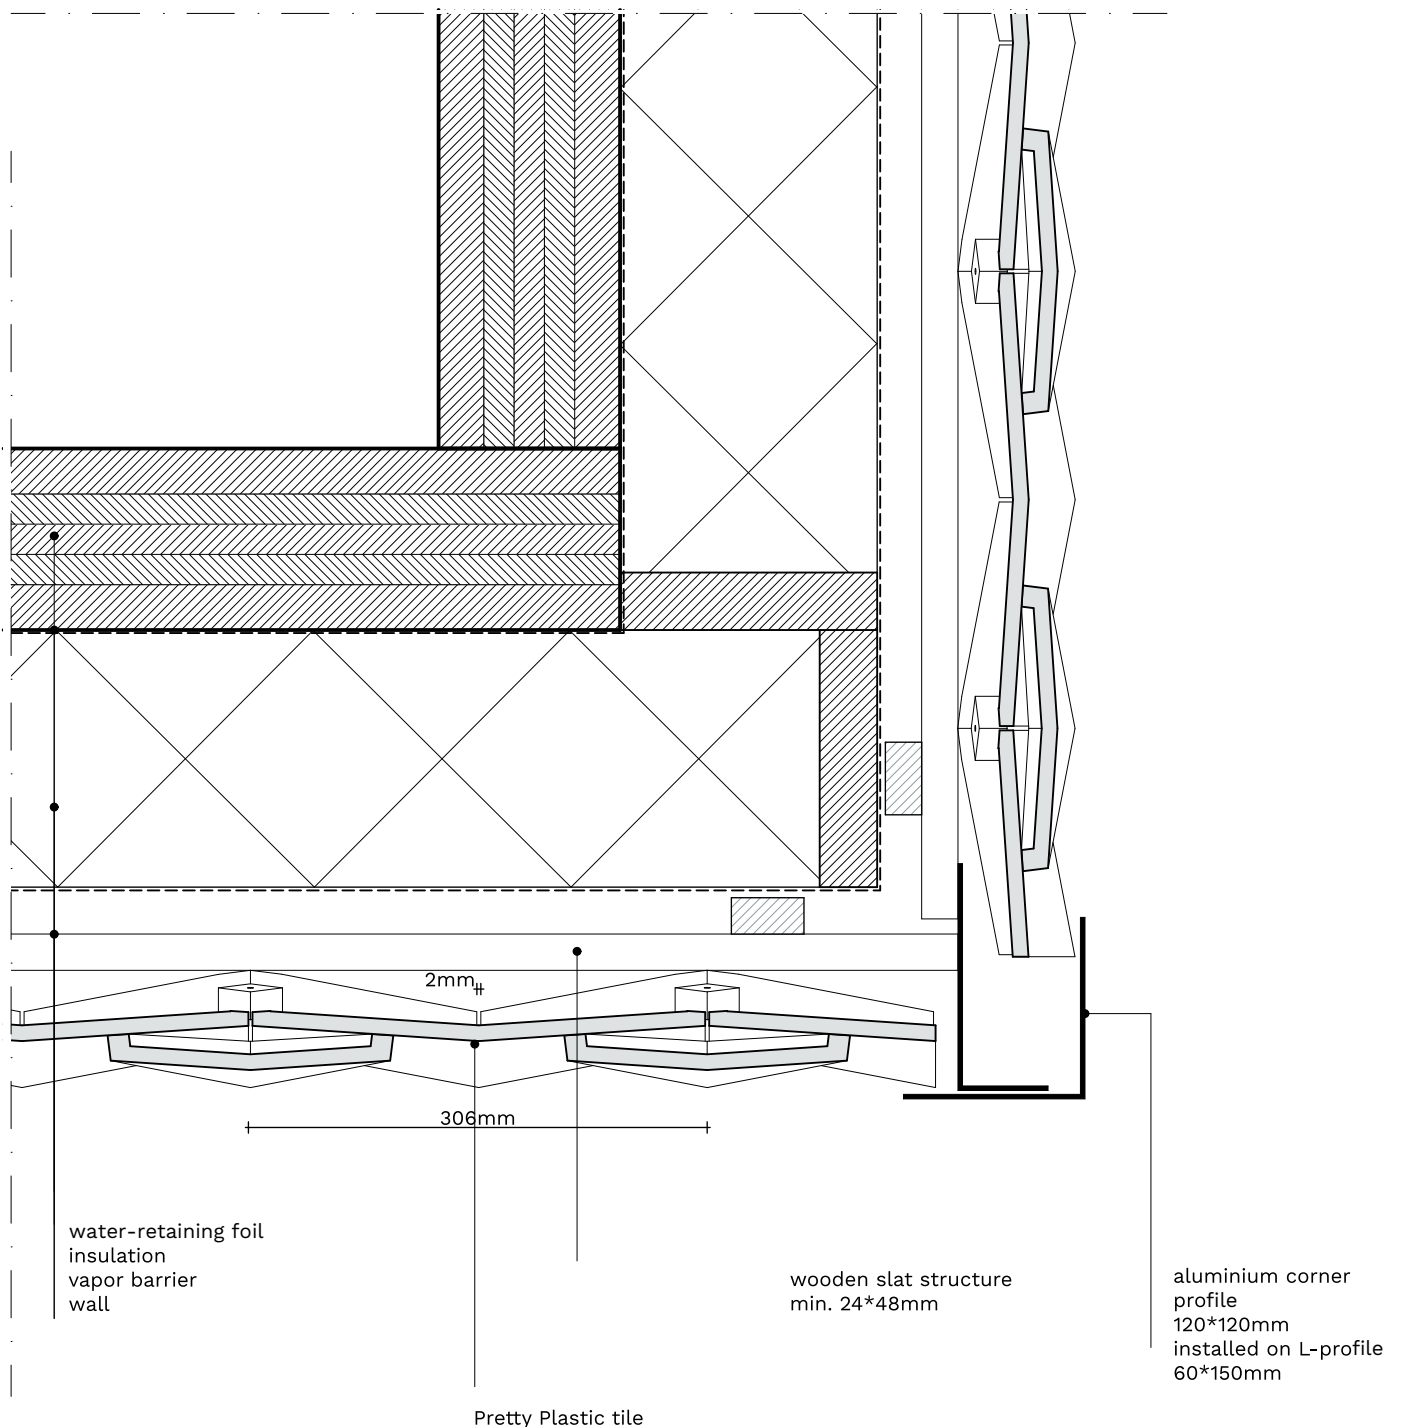 2mm
306mm
water-retaining foil
insulation
vapor barrier
wall
wooden slat structure
min. 24*48mm
aluminium corner
profile
120*120mm
installed on L-profile
60*150mm
Pretty Plastic tile